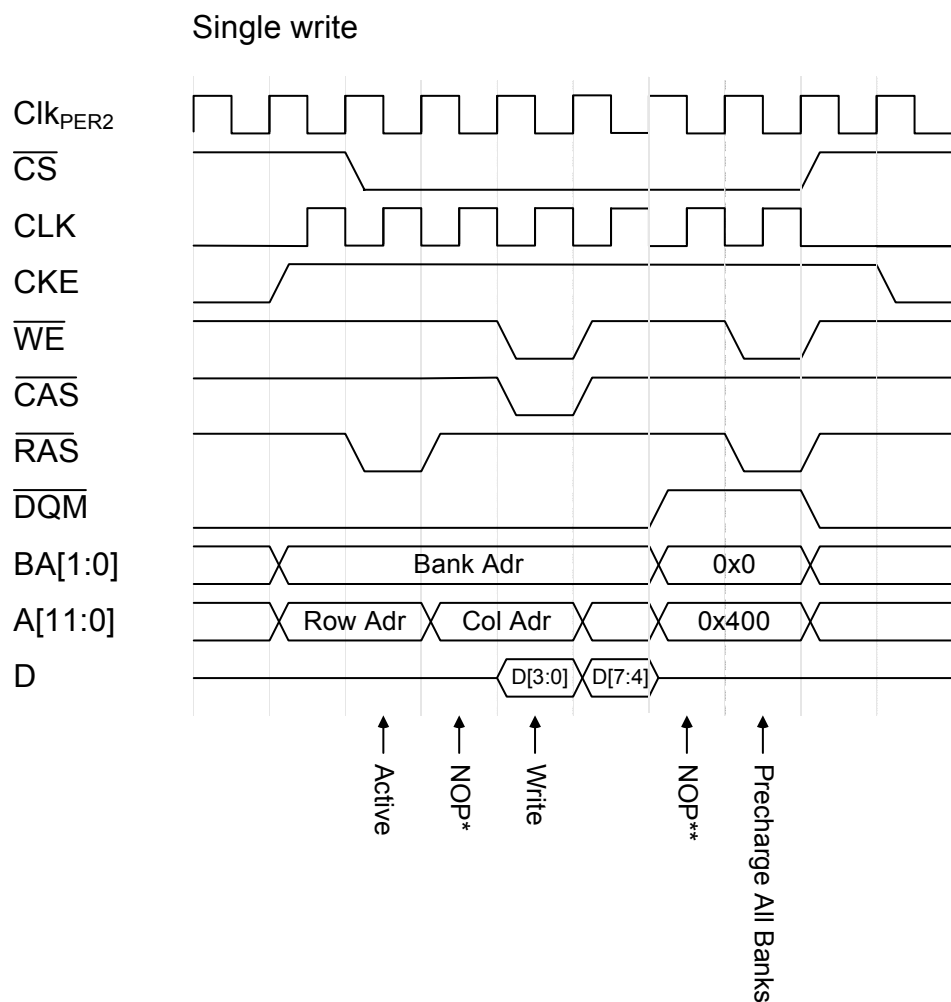 Single write
ClkPER2
CS
CLK
CKE
WE
CAS
RAS
DQM
BA[1:0] Bank Adr 0x0
A[11:0] Row Adr Col Adr 0x400
D D[3:0] D[7:4]
Active
NOP*
Write
NOP**
Precharge All Banks